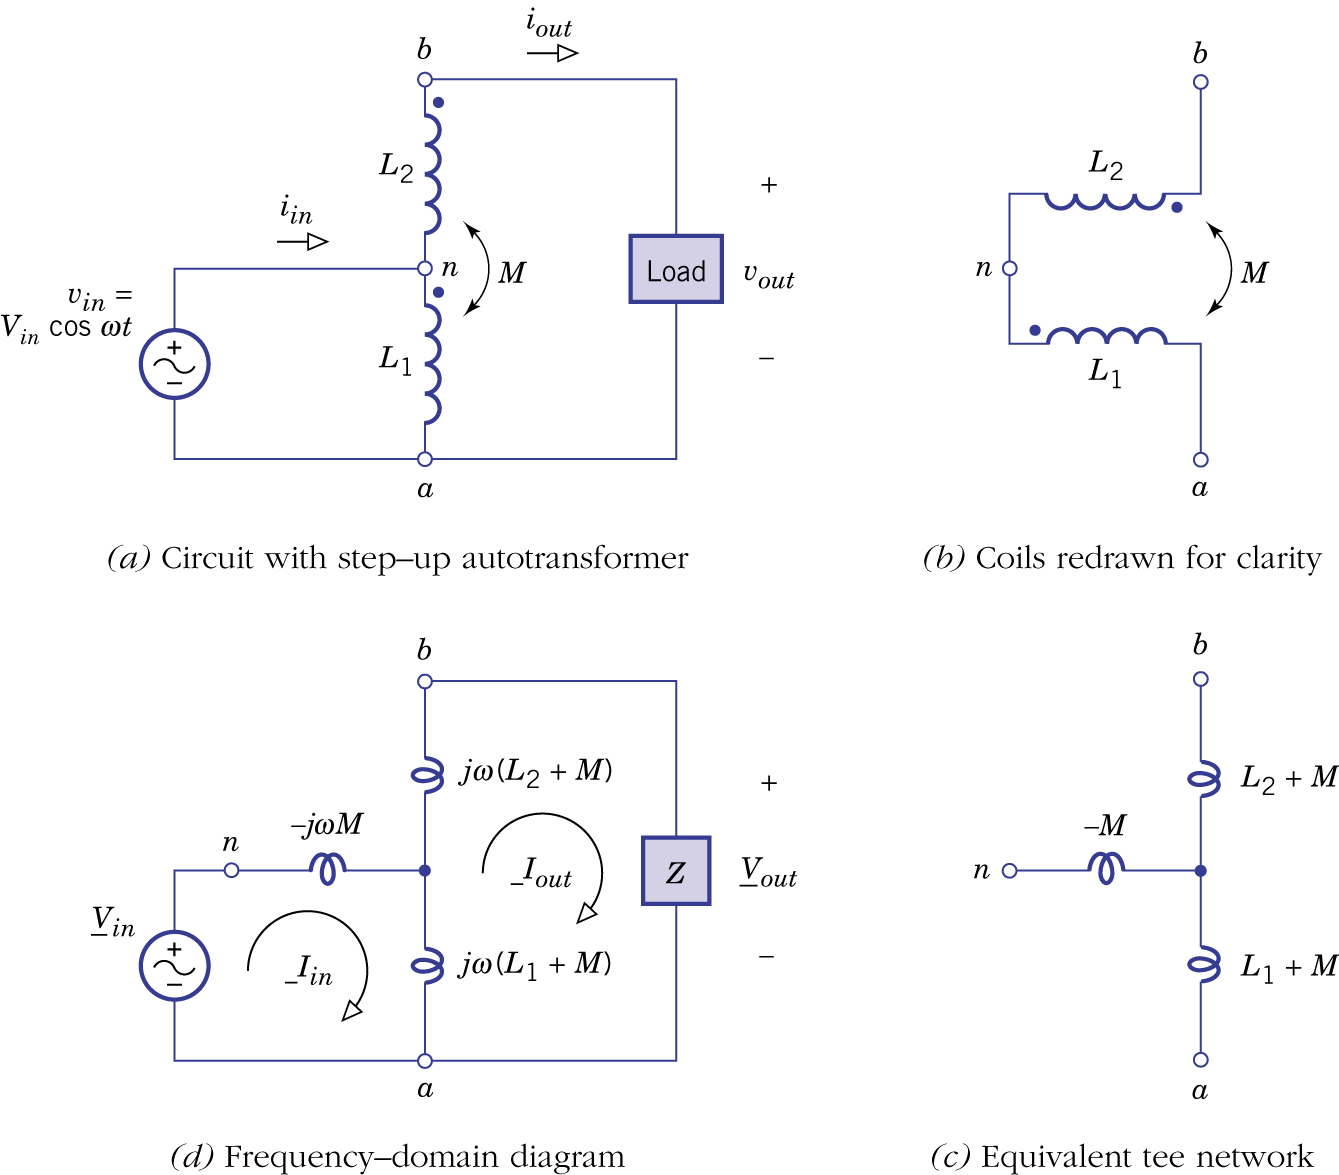 i_out
b
L₂
i_in
n
M
v_in =
V_in cos ωt
+
−
L₁
+
Load
v_out
−
a
(a) Circuit with step–up autotransformer
b
L₂
n
M
L₁
a
(b) Coils redrawn for clarity
b
jω(L₂ + M)
−jωM
n
V_in
+
−
I_in
I_out
jω(L₁ + M)
+
Z
V_out
−
a
(d) Frequency–domain diagram
b
L₂ + M
−M
n
L₁ + M
a
(c) Equivalent tee network